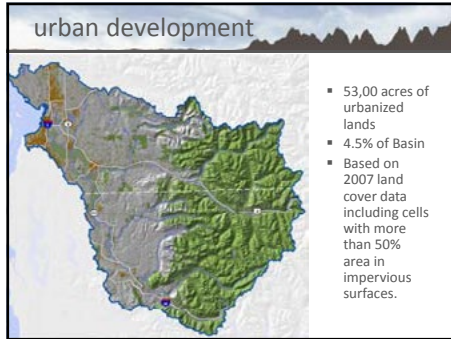 urban development
▪ 53,00 acres of
urbanized
lands
▪ 4.5% of Basin
▪ Based on
2007 land
cover data
including cells
with more
than 50%
area in
impervious
surfaces.